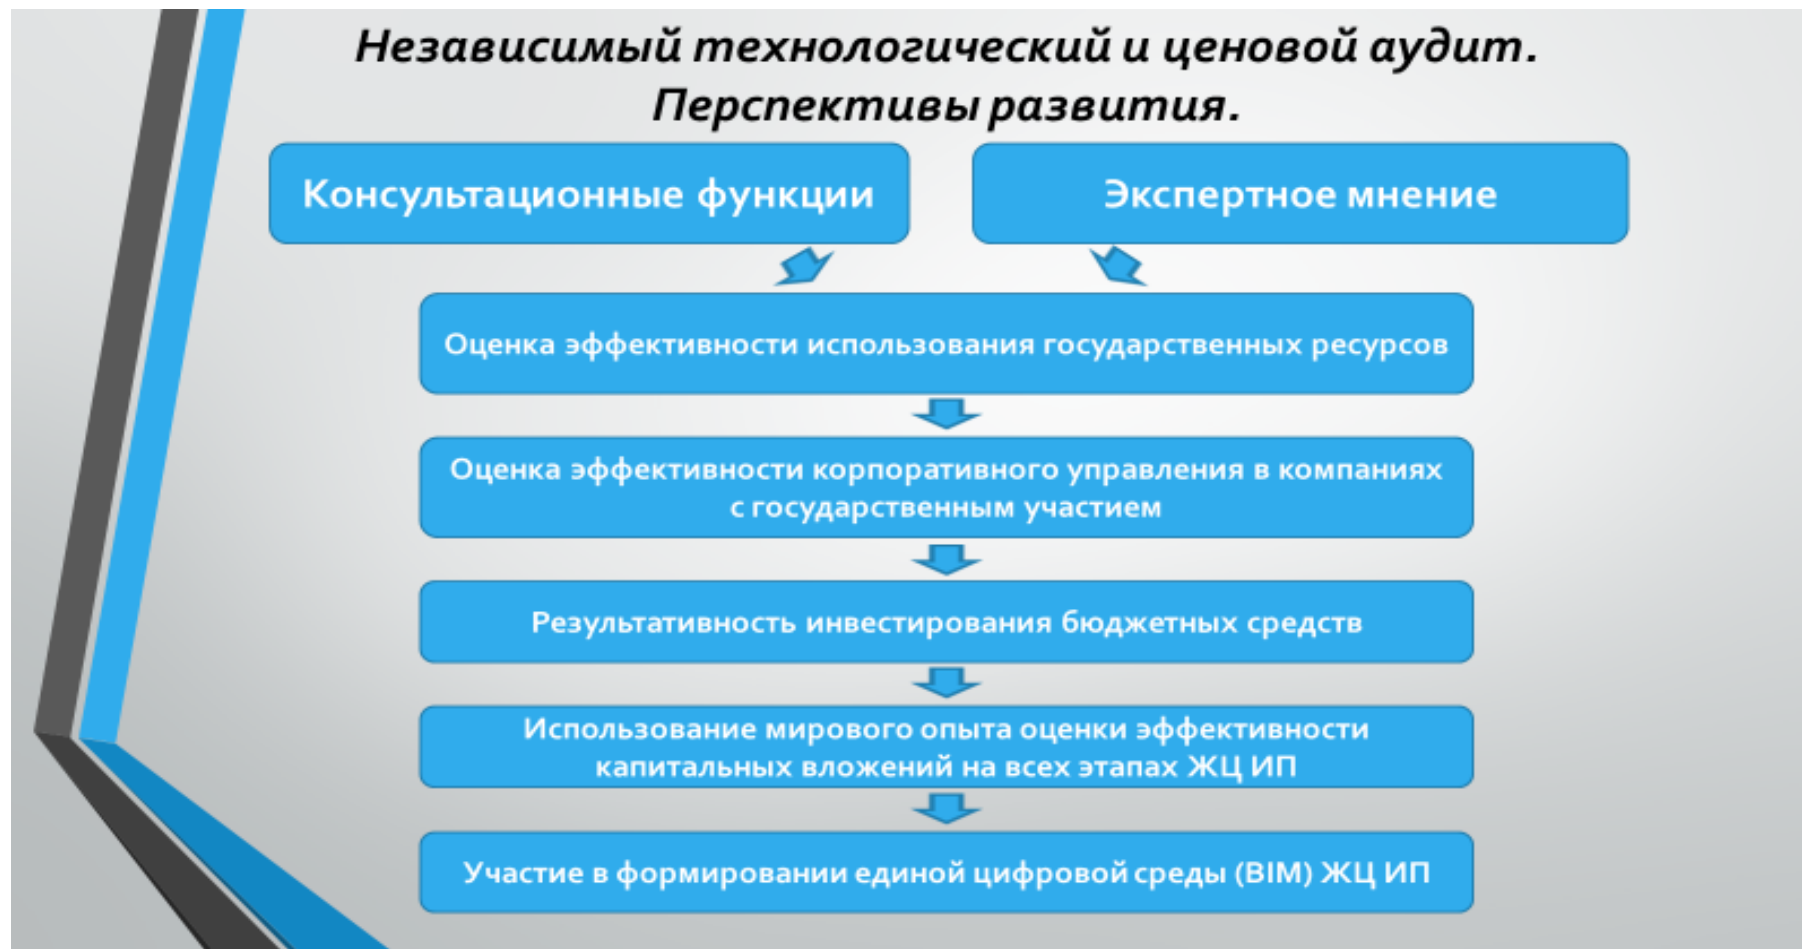 Независимый технологический и ценовой аудит.
Перспективы развития.
Консультационные функции
Экспертное мнение
Оценка эффективности использования государственных ресурсов
Оценка эффективности корпоративного управления в компаниях
с государственным участием
Результативность инвестирования бюджетных средств
Использование мирового опыта оценки эффективности
капитальных вложений на всех этапах ЖЦ ИП
Участие в формировании единой цифровой среды (BIM) ЖЦ ИП